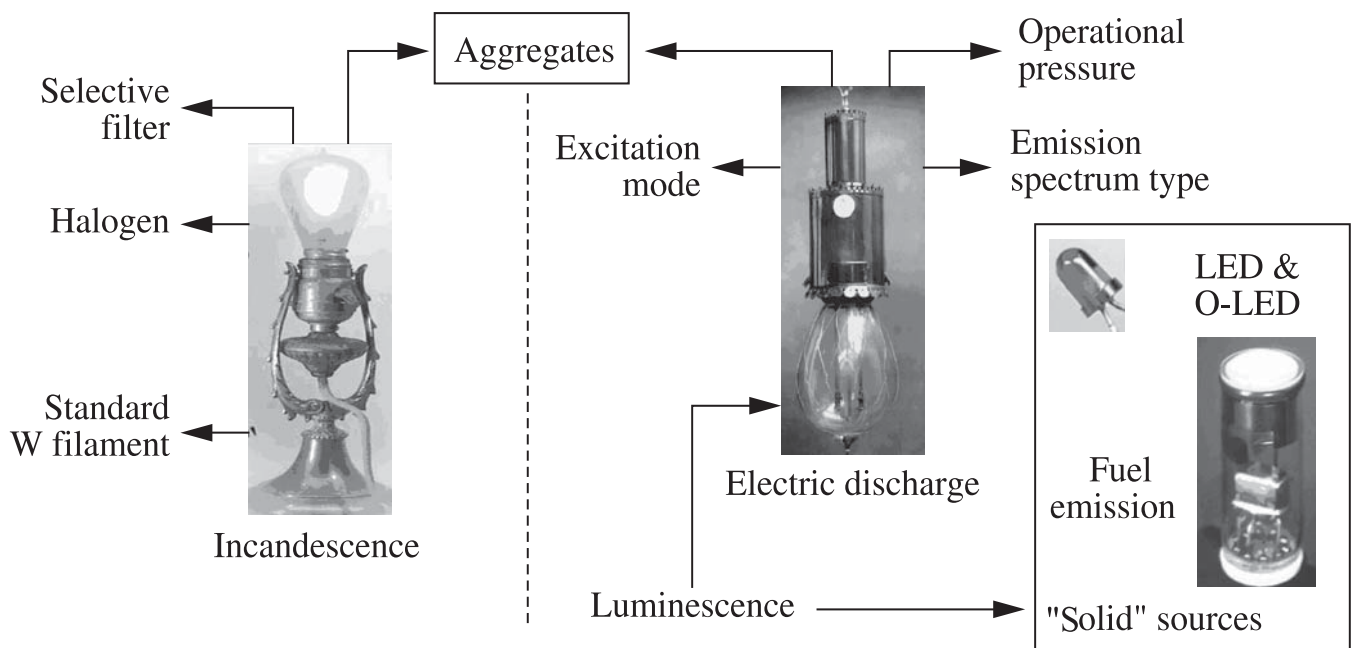 Aggregates
Operational
pressure
Selective
filter
Excitation
mode
Emission
spectrum type
Halogen
LED &
O-LED
Standard
W filament
Fuel
emission
Electric discharge
Incandescence
Luminescence
"Solid" sources